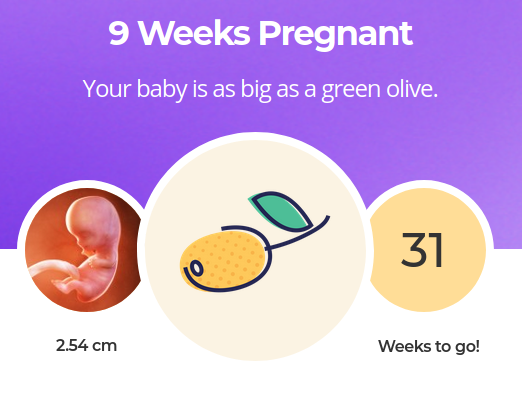 9 Weeks Pregnant
Your baby is as big as a green olive.
31
2.54 cm
Weeks to go!